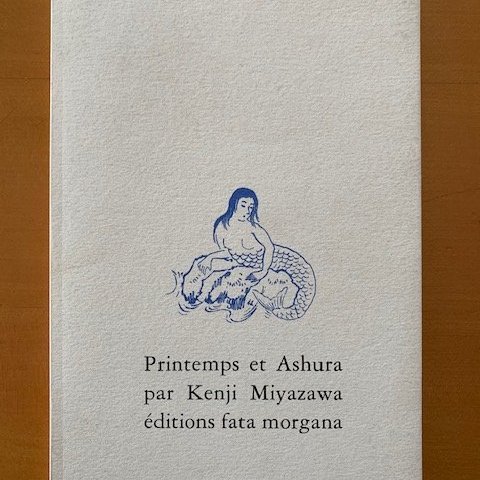 Printemps et Ashura
par Kenji Miyazawa
éditions fata morgana